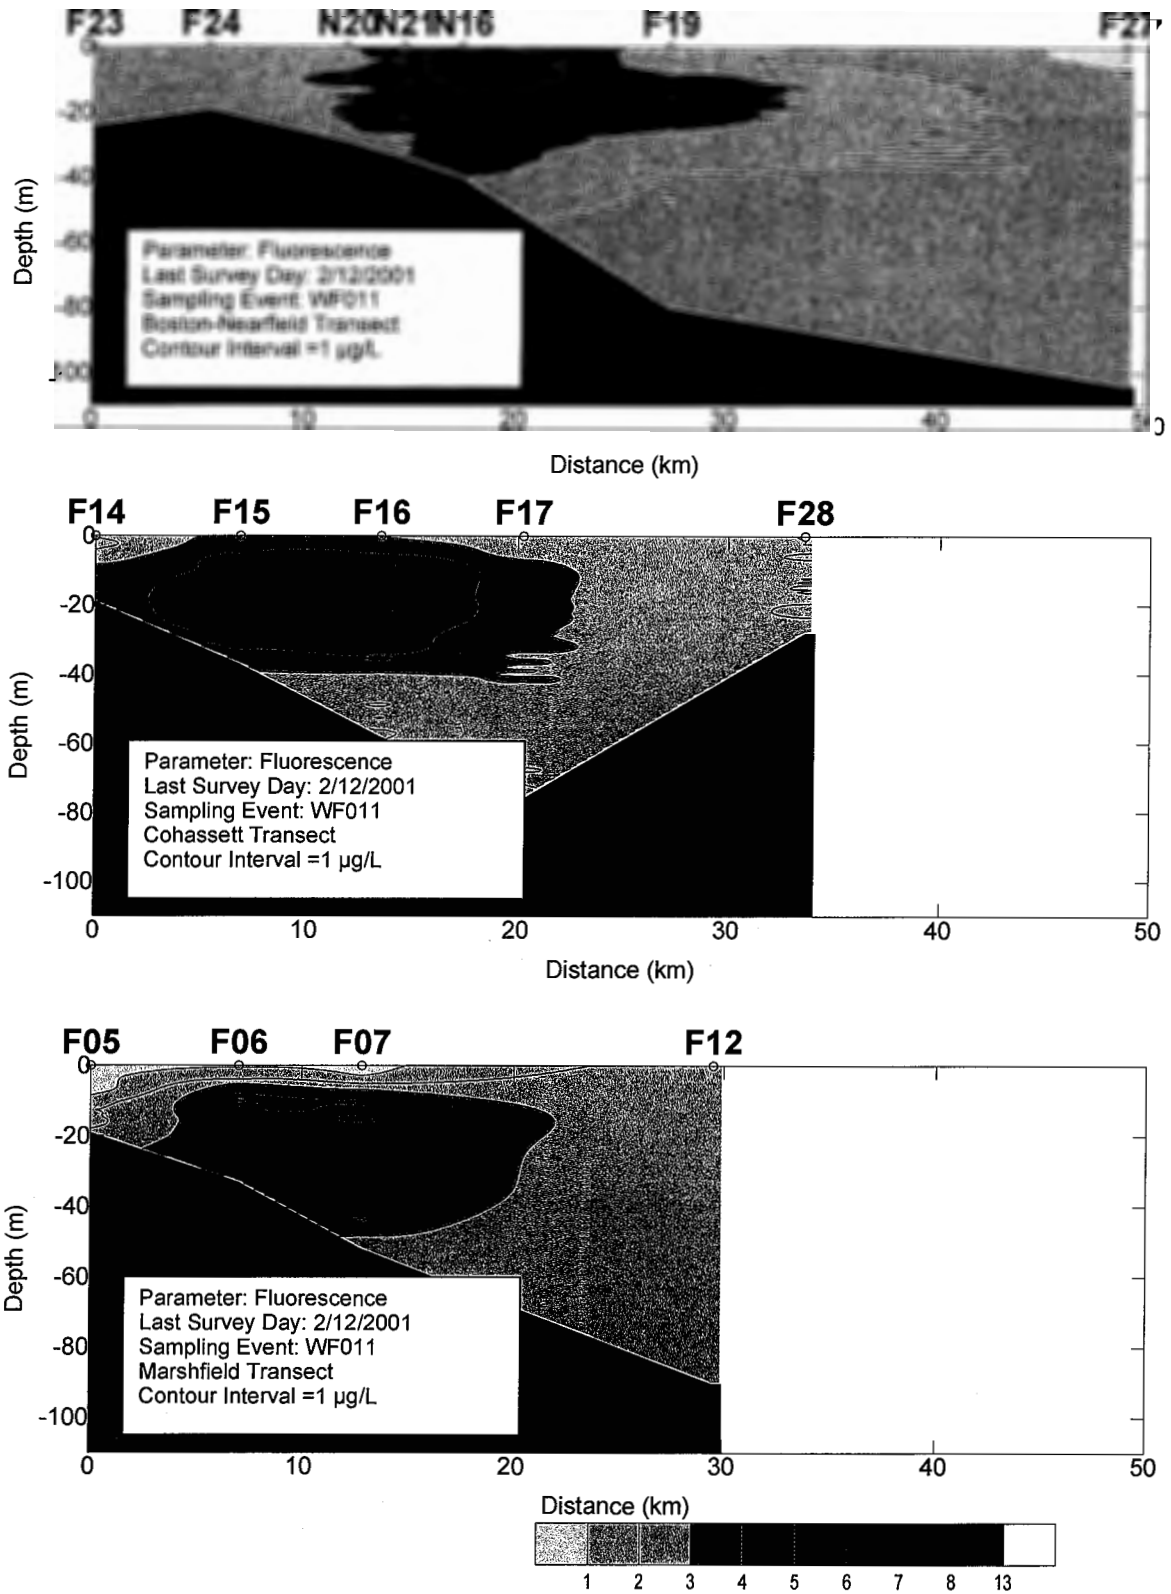 F23 F24 N20 N21 N16 F19 F27
0
-20
-40
-60
-80
Depth (m)
Parameter: Fluorescence
Last Survey Day: 2/12/2001
Sampling Event: WF011
Boston-Nearfield Transect
Contour Interval =1 µg/L
0 10 20 30 40
Distance (km)
F14 F15 F16 F17 F28
0
-20
-40
-60
-80
-100
Depth (m)
Parameter: Fluorescence
Last Survey Day: 2/12/2001
Sampling Event: WF011
Cohassett Transect
Contour Interval =1 µg/L
0 10 20 30 40 50
Distance (km)
F05 F06 F07 F12
0
-20
-40
-60
-80
-100
Depth (m)
Parameter: Fluorescence
Last Survey Day: 2/12/2001
Sampling Event: WF011
Marshfield Transect
Contour Interval =1 µg/L
0 10 20 30 40 50
Distance (km)
1 2 3 4 5 6 7 8 13